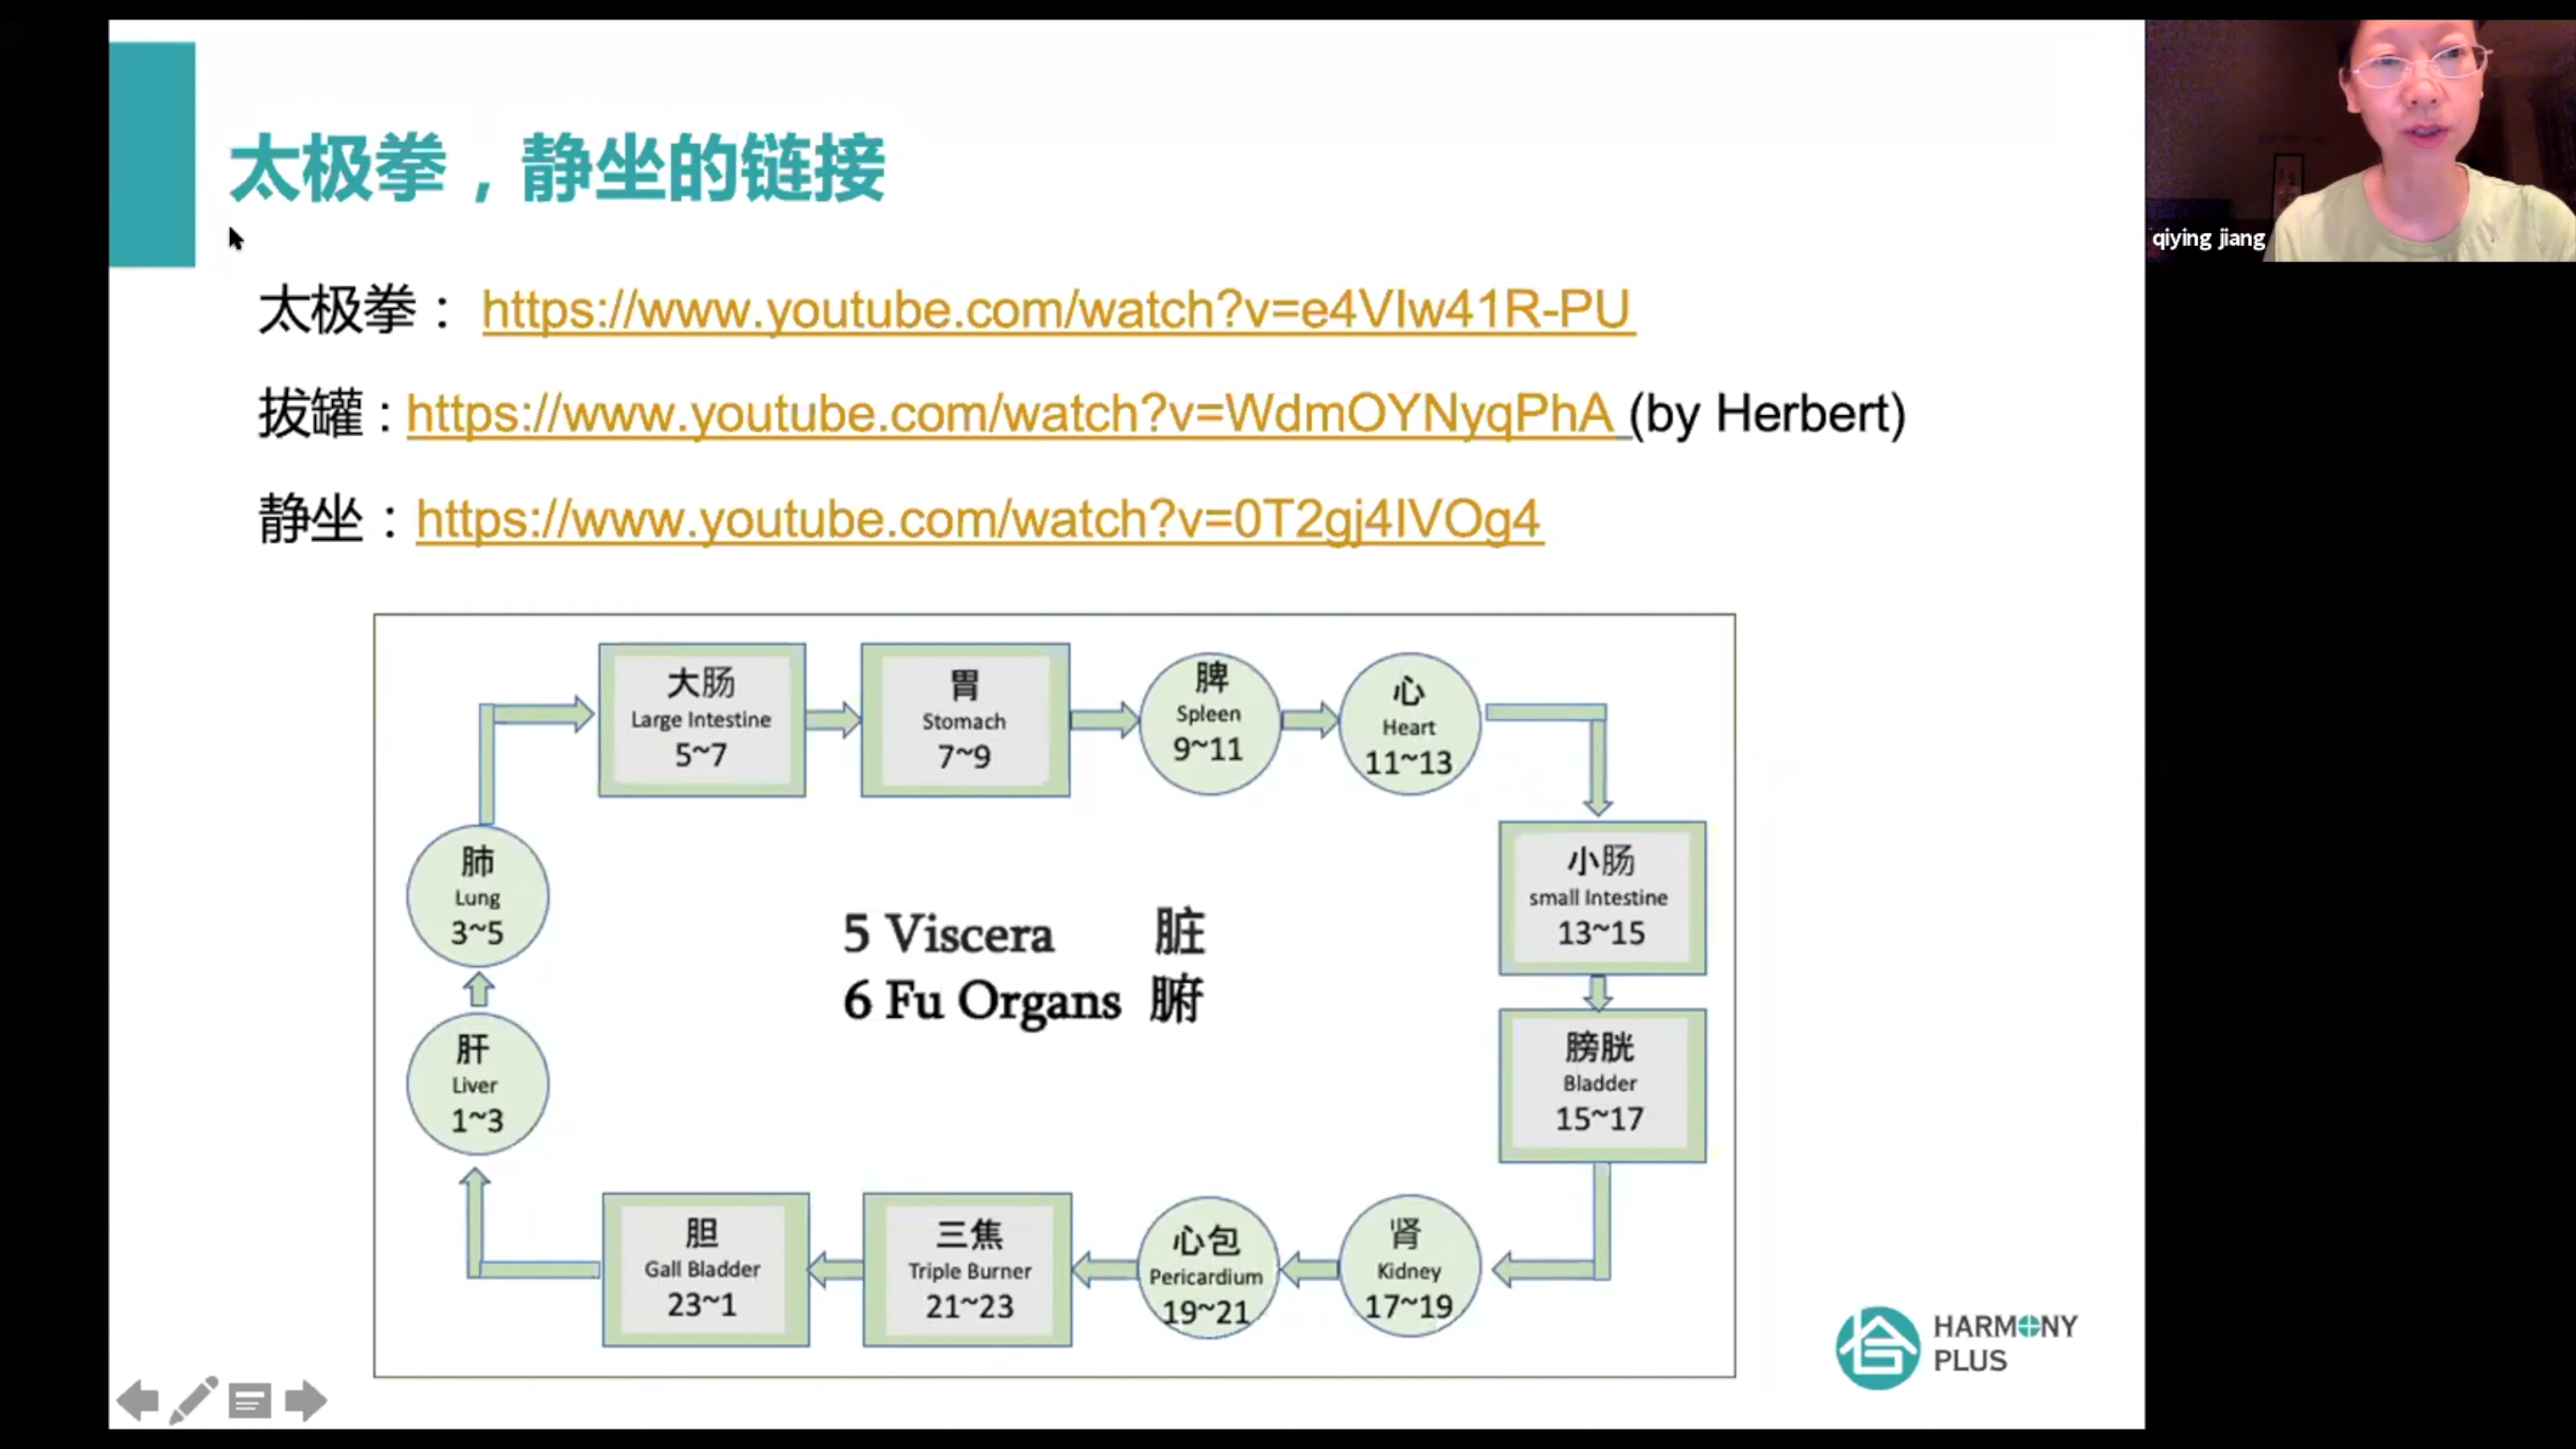 太极拳，静坐的链接
qiying jiang
太极拳： https://www.youtube.com/watch?v=e4VIw41R-PU
拔罐：https://www.youtube.com/watch?v=WdmOYNyqPhA (by Herbert)
静坐：https://www.youtube.com/watch?v=0T2gj4IVOg4
大肠
Large Intestine
5~7
胃
Stomach
7~9
脾
Spleen
9~11
心
Heart
11~13
小肠
small Intestine
13~15
膀胱
Bladder
15~17
肾
Kidney
17~19
心包
Pericardium
19~21
三焦
Triple Burner
21~23
胆
Gall Bladder
23~1
肝
Liver
1~3
肺
Lung
3~5
5 Viscera 脏
6 Fu Organs 腑
HARMONY
PLUS